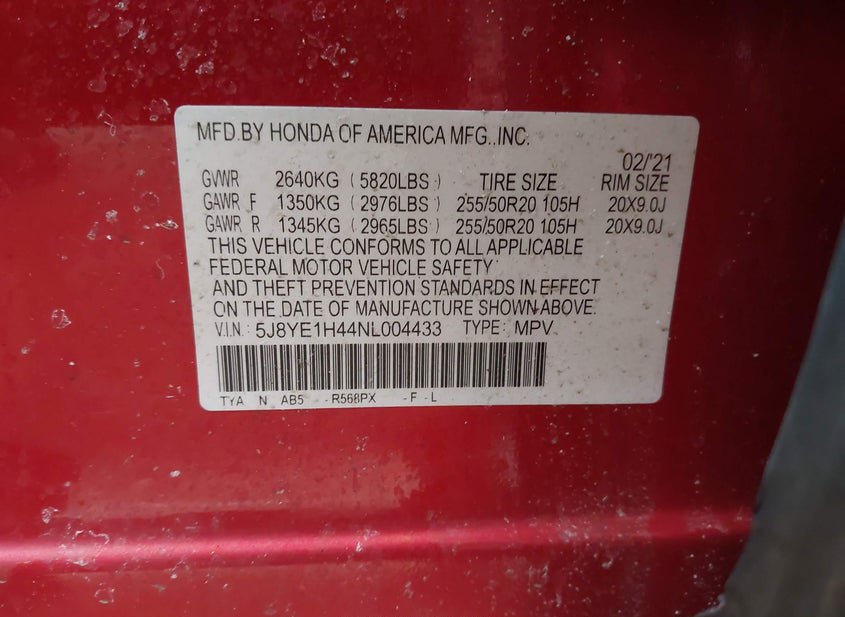 MFD.BY HONDA OF AMERICA MFG.,INC.
02/'21
GVWR 2640KG (5820LBS) TIRE SIZE RIM SIZE
GAWR F 1350KG (2976LBS) 255/50R20 105H 20X9.0J
GAWR R 1345KG (2965LBS) 255/50R20 105H 20X9.0J
THIS VEHICLE CONFORMS TO ALL APPLICABLE
FEDERAL MOTOR VEHICLE SAFETY
AND THEFT PREVENTION STANDARDS IN EFFECT
ON THE DATE OF MANUFACTURE SHOWN ABOVE.
V.I.N: 5J8YE1H44NL004433 TYPE: MPV
TYA N AB5 -R568PX -F -L